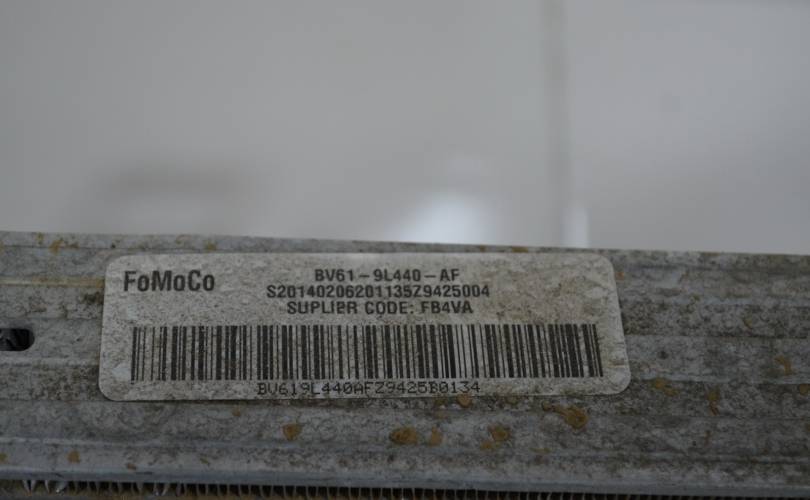 FoMoCo
BV61-9L440-AF
S20140206201135Z9425004
SUPLIER CODE: FB4VA
BV619L440AFZ9425B0134